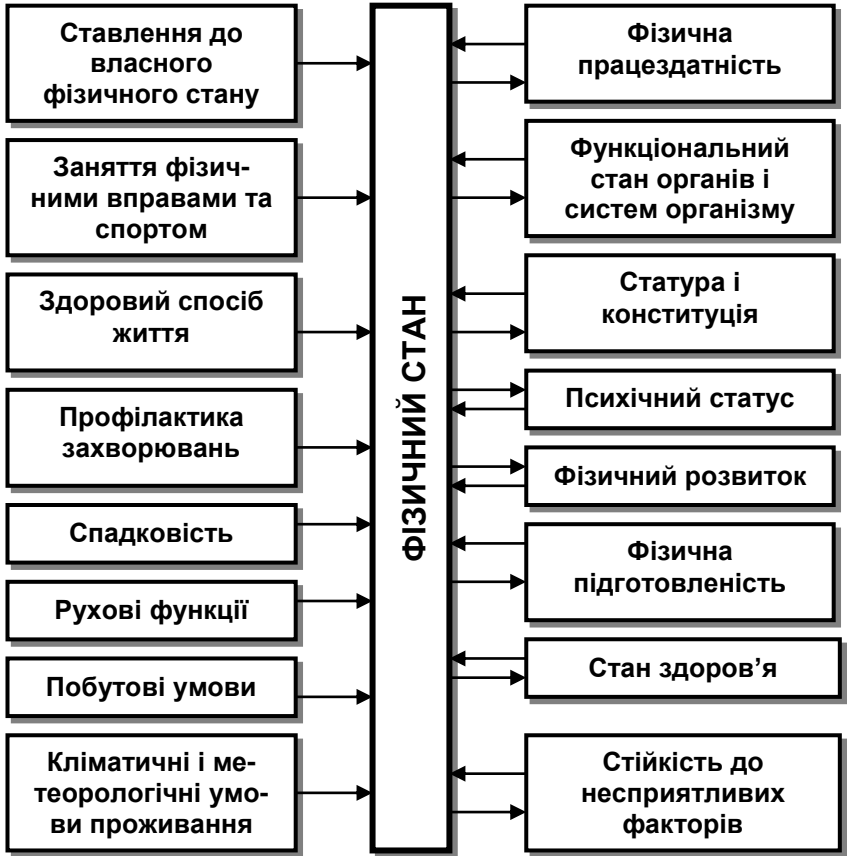 Ставлення до
власного
фізичного стану
Заняття фізич-
ними вправами та
спортом
Здоровий спосіб
життя
Профілактика
захворювань
Спадковість
Рухові функції
Побутові умови
Кліматичні і ме-
теорологічні умо-
ви проживання
ФІЗИЧНИЙ СТАН
Фізична
працездатність
Функціональний
стан органів і
систем організму
Статура і
конституція
Психічний статус
Фізичний розвиток
Фізична
підготовленість
Стан здоров’я
Стійкість до
несприятливих
факторів